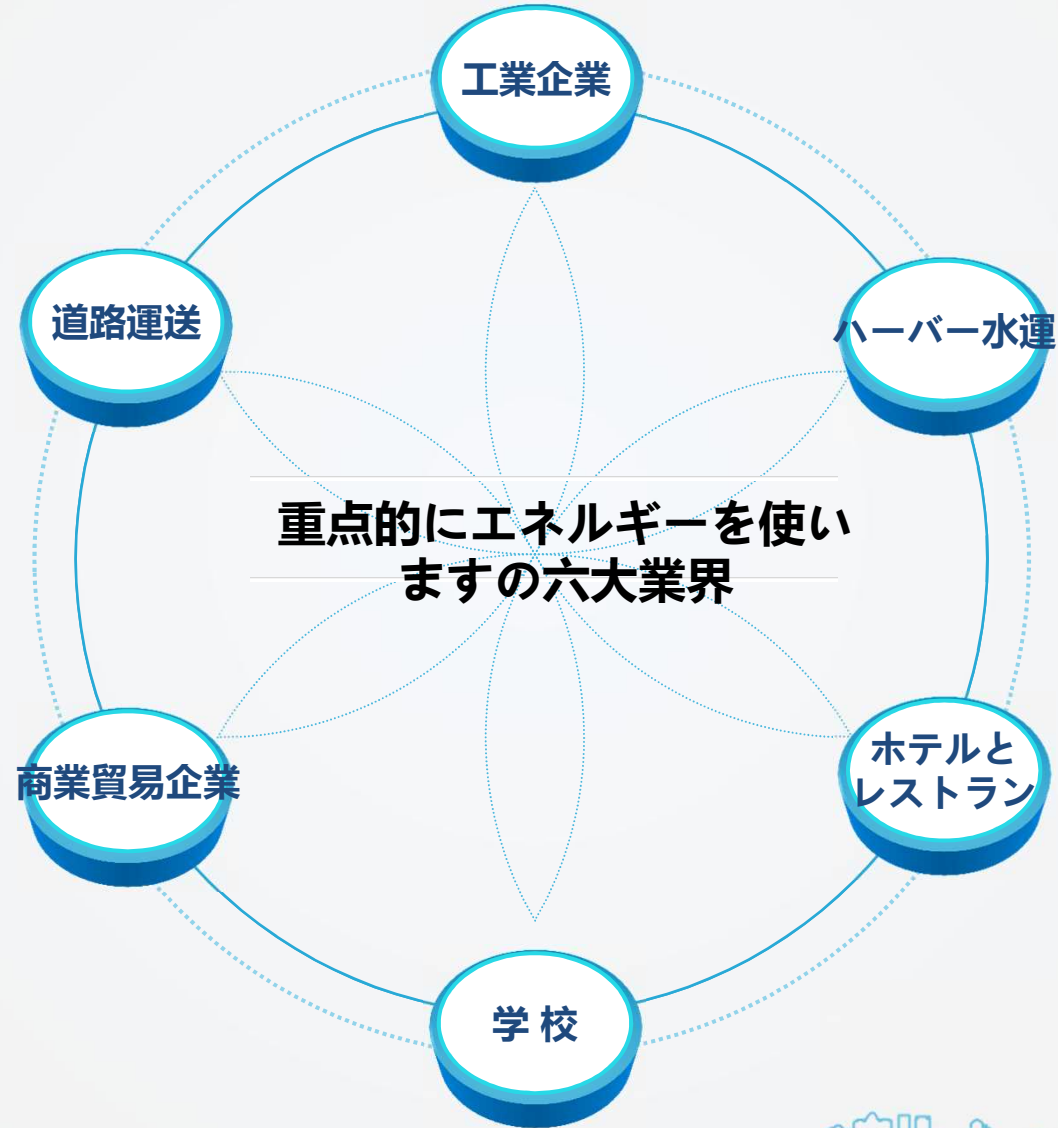 工業企業
道路運送
ハーバー水運
重点的にエネルギーを使い
ますの六大業界
商業貿易企業
ホテルと
レストラン
学 校